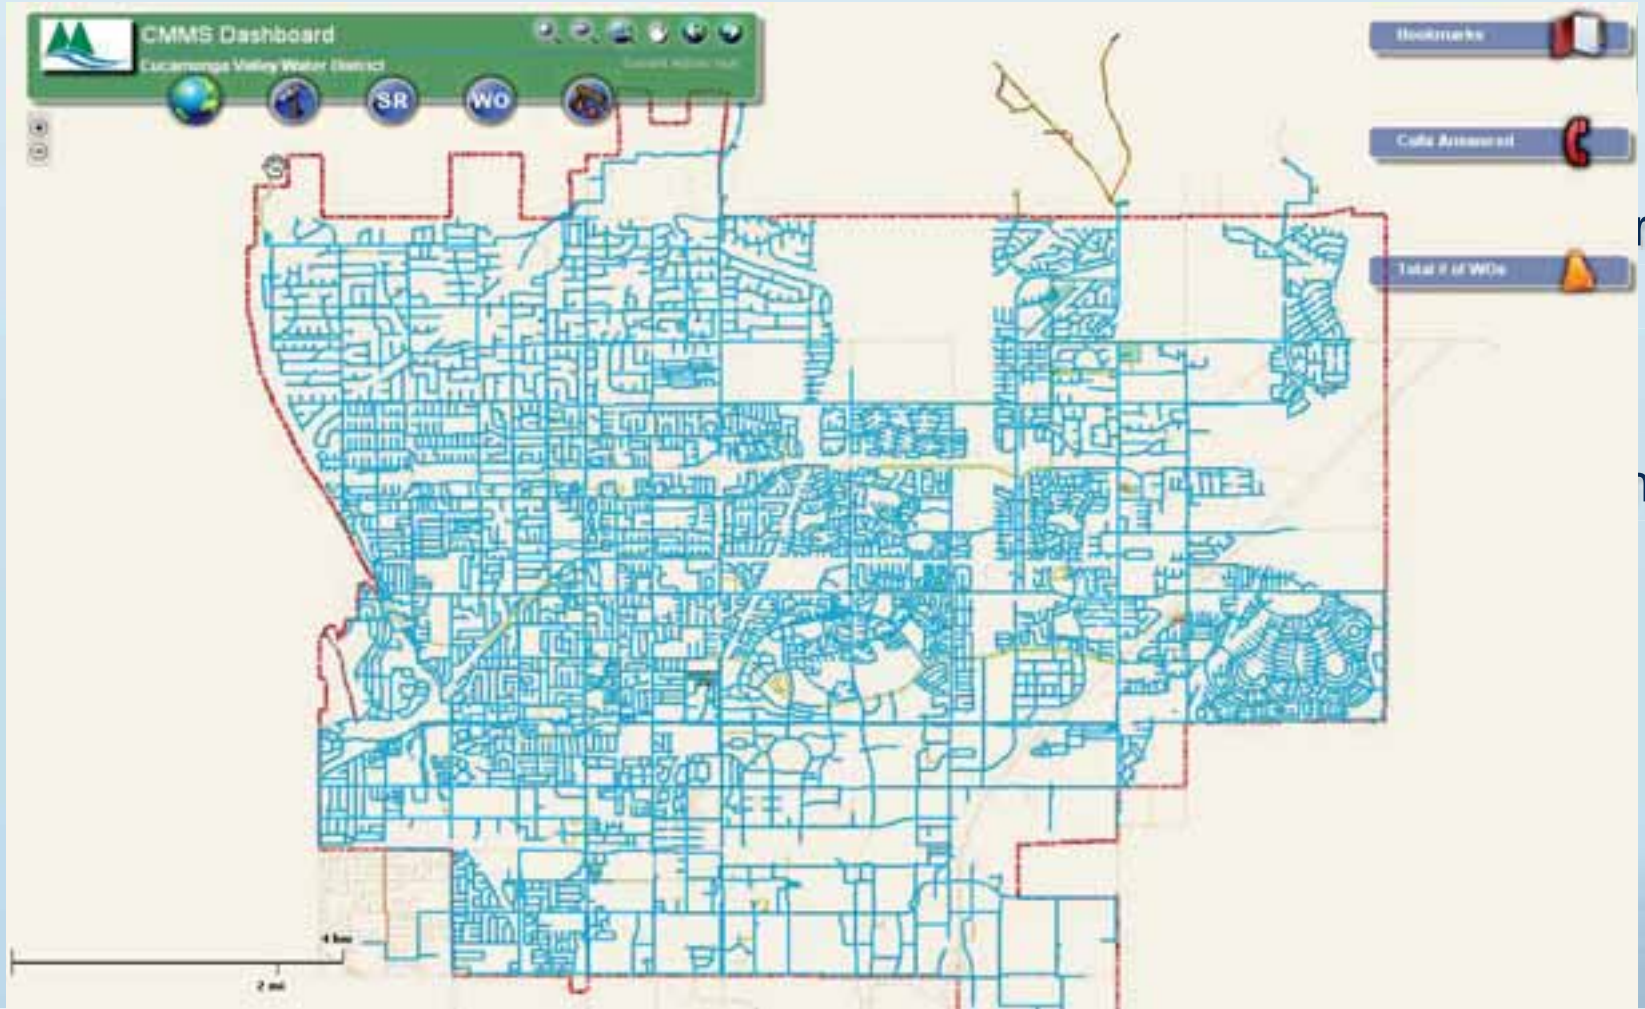 CMMS Dashboard
Cucamonga Valley Water District
SR
WO
Bookmarks
Calls Answered
Total # of WOs
4 km
2 mi